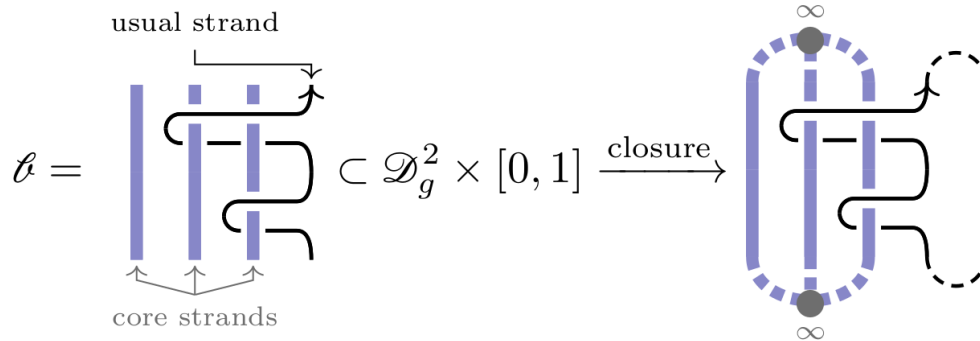 usual strand
∞
𝒷 = ⊂ 𝒟²_g × [0, 1] closure
core strands
∞